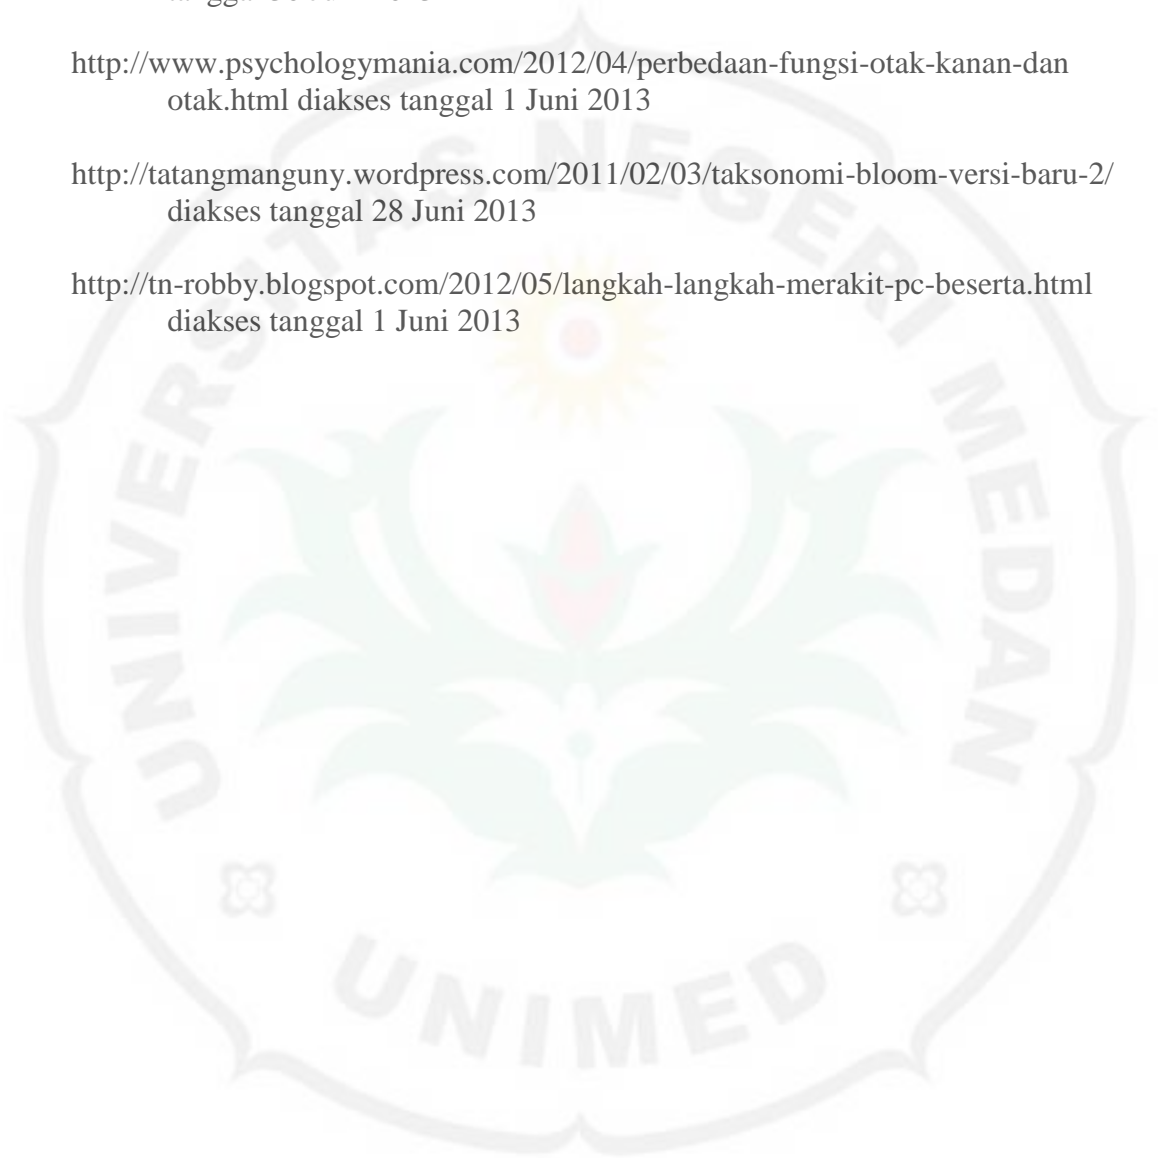 http://www.psychologymania.com/2012/04/perbedaan-fungsi-otak-kanan-dan
otak.html diakses tanggal 1 Juni 2013
http://tatangmanguny.wordpress.com/2011/02/03/taksonomi-bloom-versi-baru-2/
diakses tanggal 28 Juni 2013
http://tn-robby.blogspot.com/2012/05/langkah-langkah-merakit-pc-beserta.html
diakses tanggal 1 Juni 2013
UNIVERSITAS NEGERI MEDAN
UNIMED